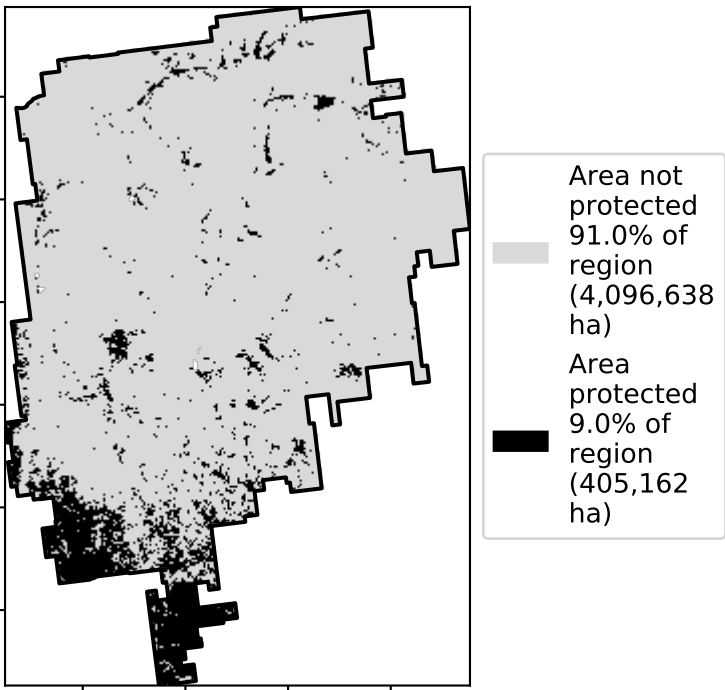 Area not
protected
91.0% of
region
(4,096,638
ha)
Area
protected
9.0% of
region
(405,162
ha)